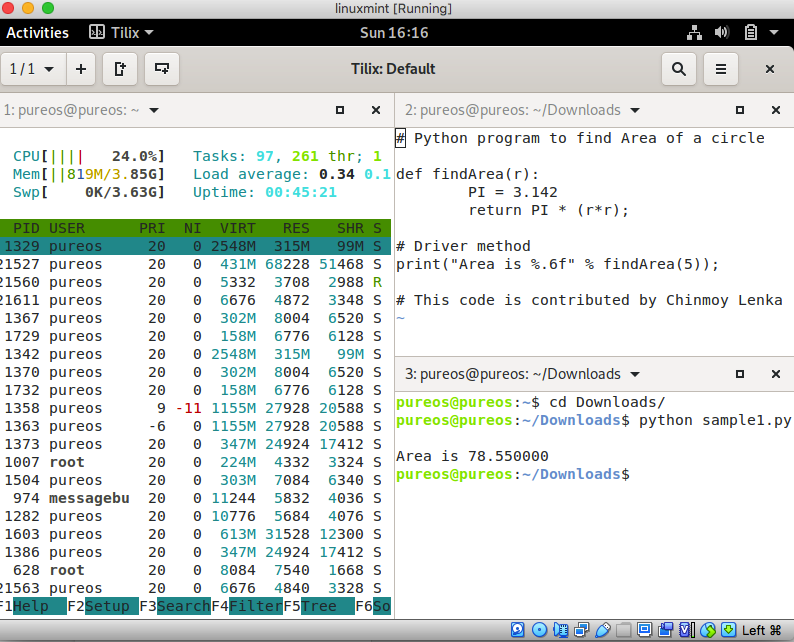 linuxmint [Running]
Activities Tilix Sun 16:16
1 / 1 Tilix: Default
1: pureos@pureos: ~
CPU[|||| 24.0%] Tasks: 97, 261 thr; 1
Mem[||819M/3.85G] Load average: 0.34 0.1
Swp[ 0K/3.63G] Uptime: 00:45:21
PID USER PRI NI VIRT RES SHR S
1329 pureos 20 0 2548M 315M 99M S
21527 pureos 20 0 431M 68228 51468 S
21560 pureos 20 0 5332 3708 2988 R
21611 pureos 20 0 6676 4872 3348 S
1367 pureos 20 0 302M 8004 6520 S
1729 pureos 20 0 158M 6776 6128 S
1342 pureos 20 0 2548M 315M 99M S
1370 pureos 20 0 302M 8004 6520 S
1732 pureos 20 0 158M 6776 6128 S
1358 pureos 9 -11 1155M 27928 20588 S
1363 pureos -6 0 1155M 27928 20588 S
1373 pureos 20 0 347M 24924 17412 S
1007 root 20 0 224M 4332 3324 S
1504 pureos 20 0 303M 7084 6340 S
974 messagebu 20 0 11244 5832 4036 S
1282 pureos 20 0 10776 5684 4076 S
1603 pureos 20 0 613M 31528 12300 S
1386 pureos 20 0 347M 24924 17412 S
628 root 20 0 8084 7540 1668 S
21563 pureos 20 0 6676 4840 3328 S
F1Help F2Setup F3SearchF4FilterF5Tree F6So
2: pureos@pureos: ~/Downloads
# Python program to find Area of a circle
def findArea(r):
PI = 3.142
return PI * (r*r);
# Driver method
print("Area is %.6f" % findArea(5));
# This code is contributed by Chinmoy Lenka
~
3: pureos@pureos: ~/Downloads
pureos@pureos:~$ cd Downloads/
pureos@pureos:~/Downloads$ python sample1.py
Area is 78.550000
pureos@pureos:~/Downloads$
Left ⌘